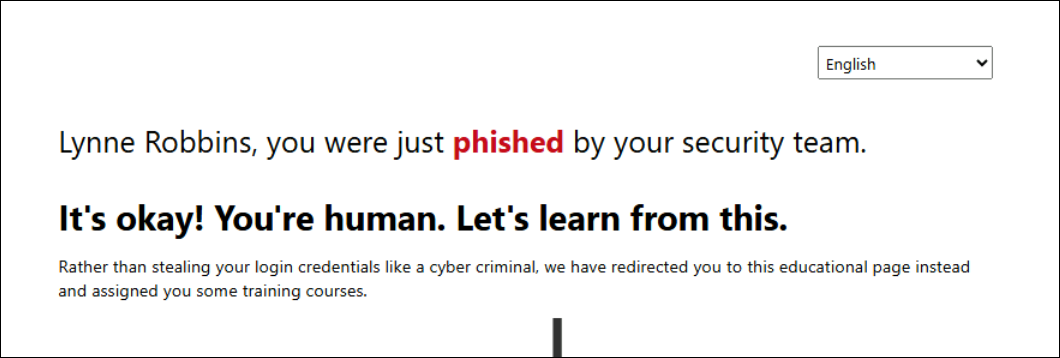 English
Lynne Robbins, you were just phished by your security team.
It's okay! You're human. Let's learn from this.
Rather than stealing your login credentials like a cyber criminal, we have redirected you to this educational page instead
and assigned you some training courses.